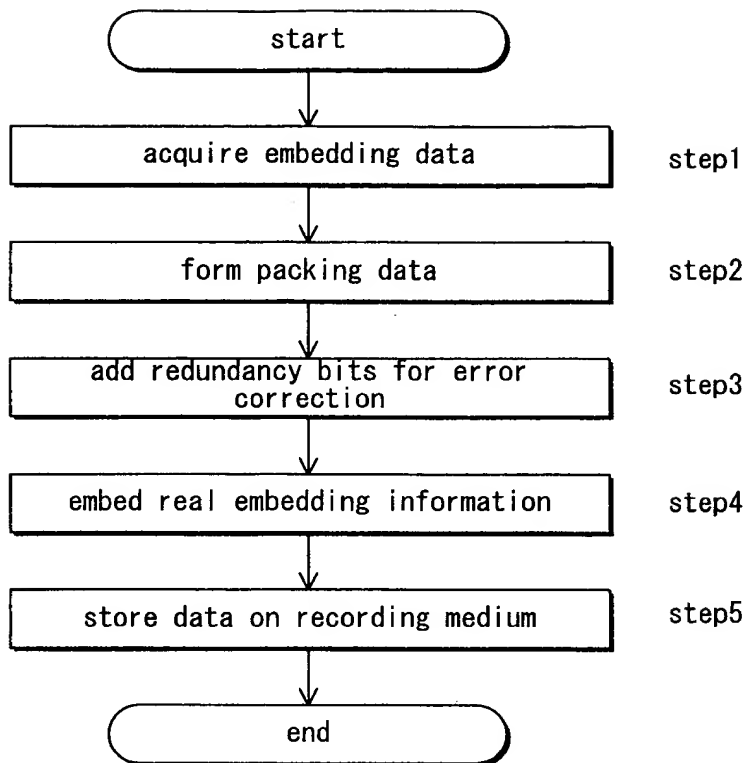 start
acquire embedding data step1
form packing data step2
add redundancy bits for error
correction step3
embed real embedding information step4
store data on recording medium step5
end